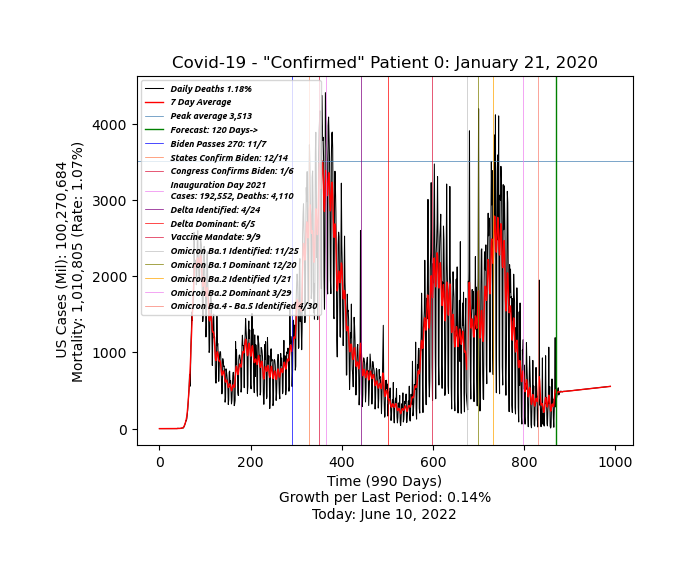 Covid-19 - "Confirmed" Patient 0: January 21, 2020
Daily Deaths 1.18%
7 Day Average
Peak average 3,513
Forecast: 120 Days->
Biden Passes 270: 11/7
States Confirm Biden: 12/14
Congress Confirms Biden: 1/6
Inauguration Day 2021
Cases: 192,552, Deaths: 4,110
Delta Identified: 4/24
Delta Dominant: 6/5
Vaccine Mandate: 9/9
Omicron Ba.1 Identified: 11/25
Omicron Ba.1 Dominant 12/20
Omicron Ba.2 Identified 1/21
Omicron Ba.2 Dominant 3/29
Omicron Ba.4 - Ba.5 Identified 4/30
4000
3000
2000
1000
0
US Cases (Mil): 100,270,684
Mortality: 1,010,805 (Rate: 1.07%)
0 200 400 600 800 1000
Time (990 Days)
Growth per Last Period: 0.14%
Today: June 10, 2022